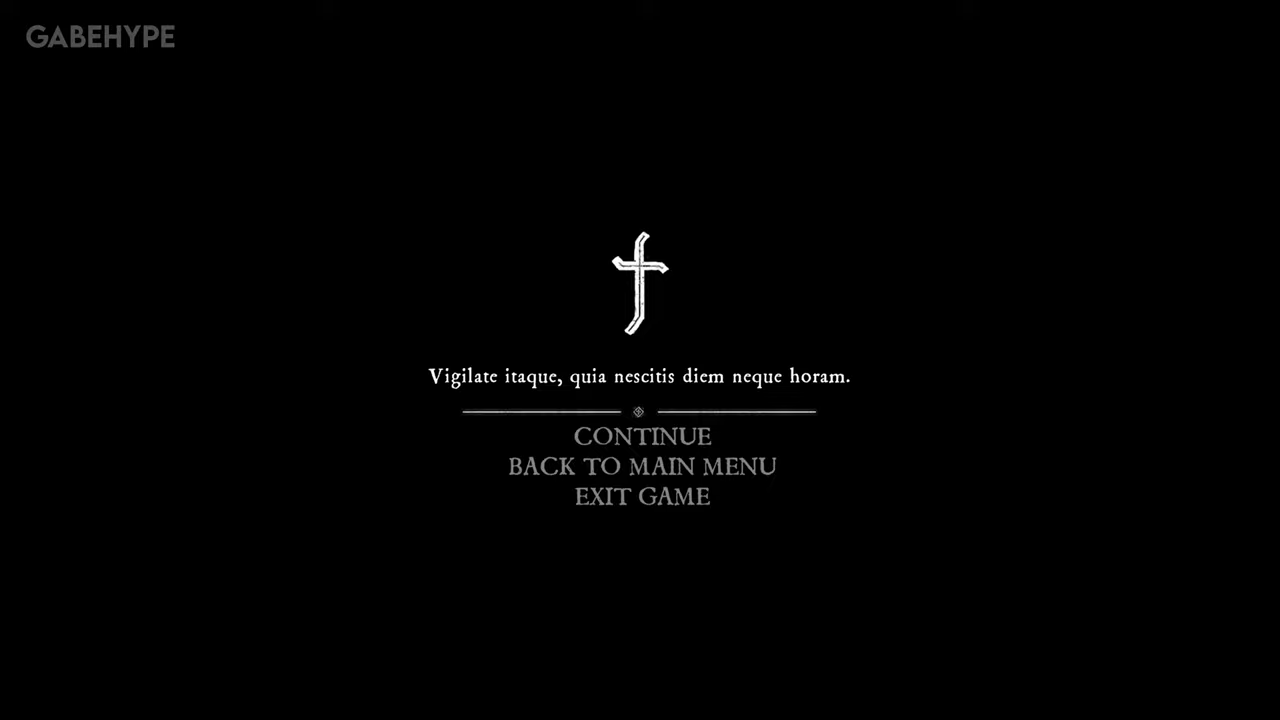 GABEHYPE
Vigilate itaque, quia nescitis diem neque horam.
CONTINUE
BACK TO MAIN MENU
EXIT GAME